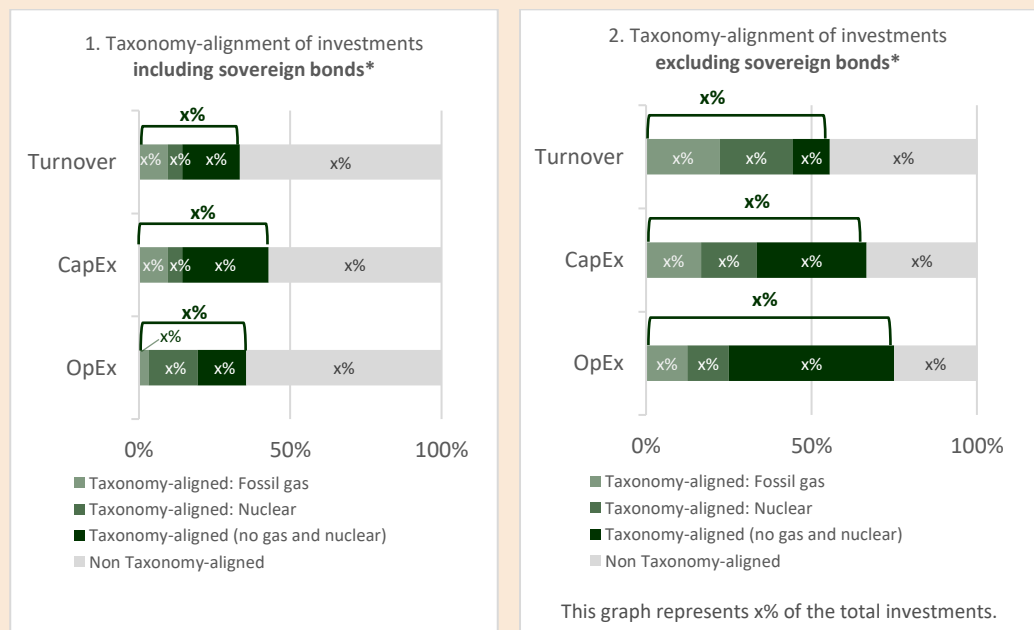 1. Taxonomy-alignment of investments
including sovereign bonds*
x%
Turnover
x%
x%
x%
x%
x%
CapEx
x%
x%
x%
x%
x%
x%
OpEx
x%
x%
x%
0%
50%
100%
Taxonomy-aligned: Fossil gas
Taxonomy-aligned: Nuclear
Taxonomy-aligned (no gas and nuclear)
Non Taxonomy-aligned
2. Taxonomy-alignment of investments
excluding sovereign bonds*
x%
Turnover
x%
x%
x%
x%
x%
CapEx
x%
x%
x%
x%
x%
OpEx
x%
x%
x%
x%
0%
50%
100%
Taxonomy-aligned: Fossil gas
Taxonomy-aligned: Nuclear
Taxonomy-aligned (no gas and nuclear)
Non Taxonomy-aligned
This graph represents x% of the total investments.